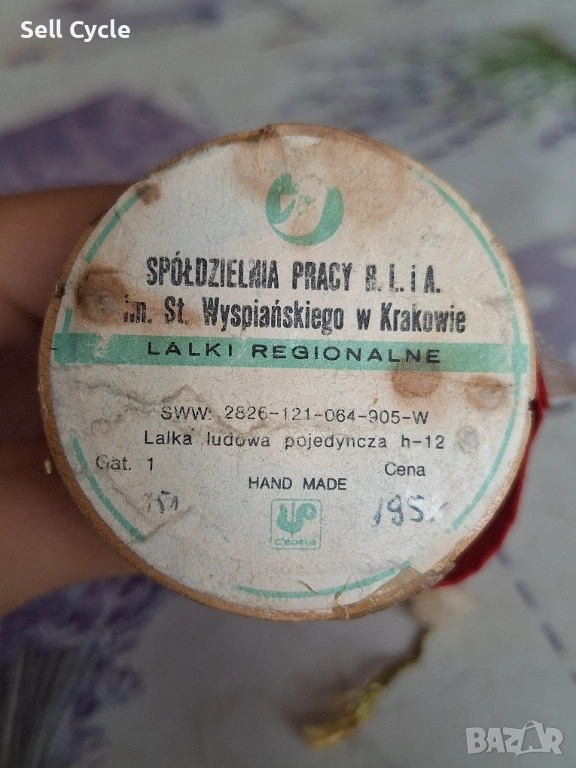 Sell Cycle
SPÓŁDZIELNIA PRACY R. L. i A.
im. St. Wyspiańskiego w Krakowie
LALKI REGIONALNE
SWW: 2826-121-064-905-W
Lalka ludowa pojedyncza h-12
Gat. 1 Cena
HAND MADE
151 195.-
Cepelia
BAZAR